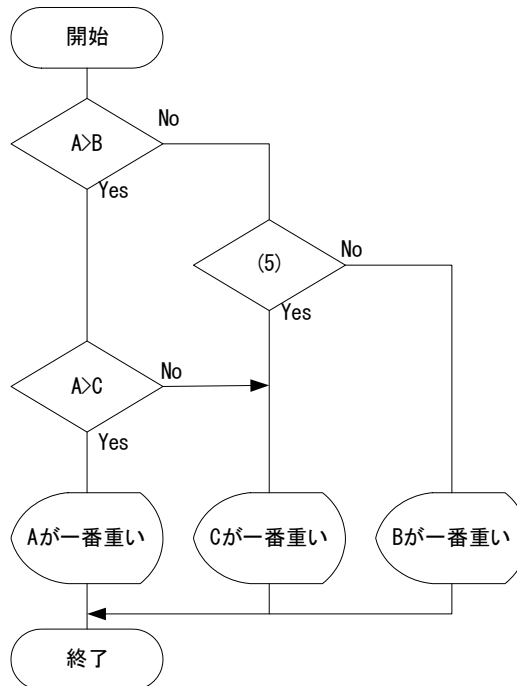 開始
A>B
No
Yes
(5)
No
Yes
A>C
No
Yes
Aが一番重い
Cが一番重い
Bが一番重い
終了